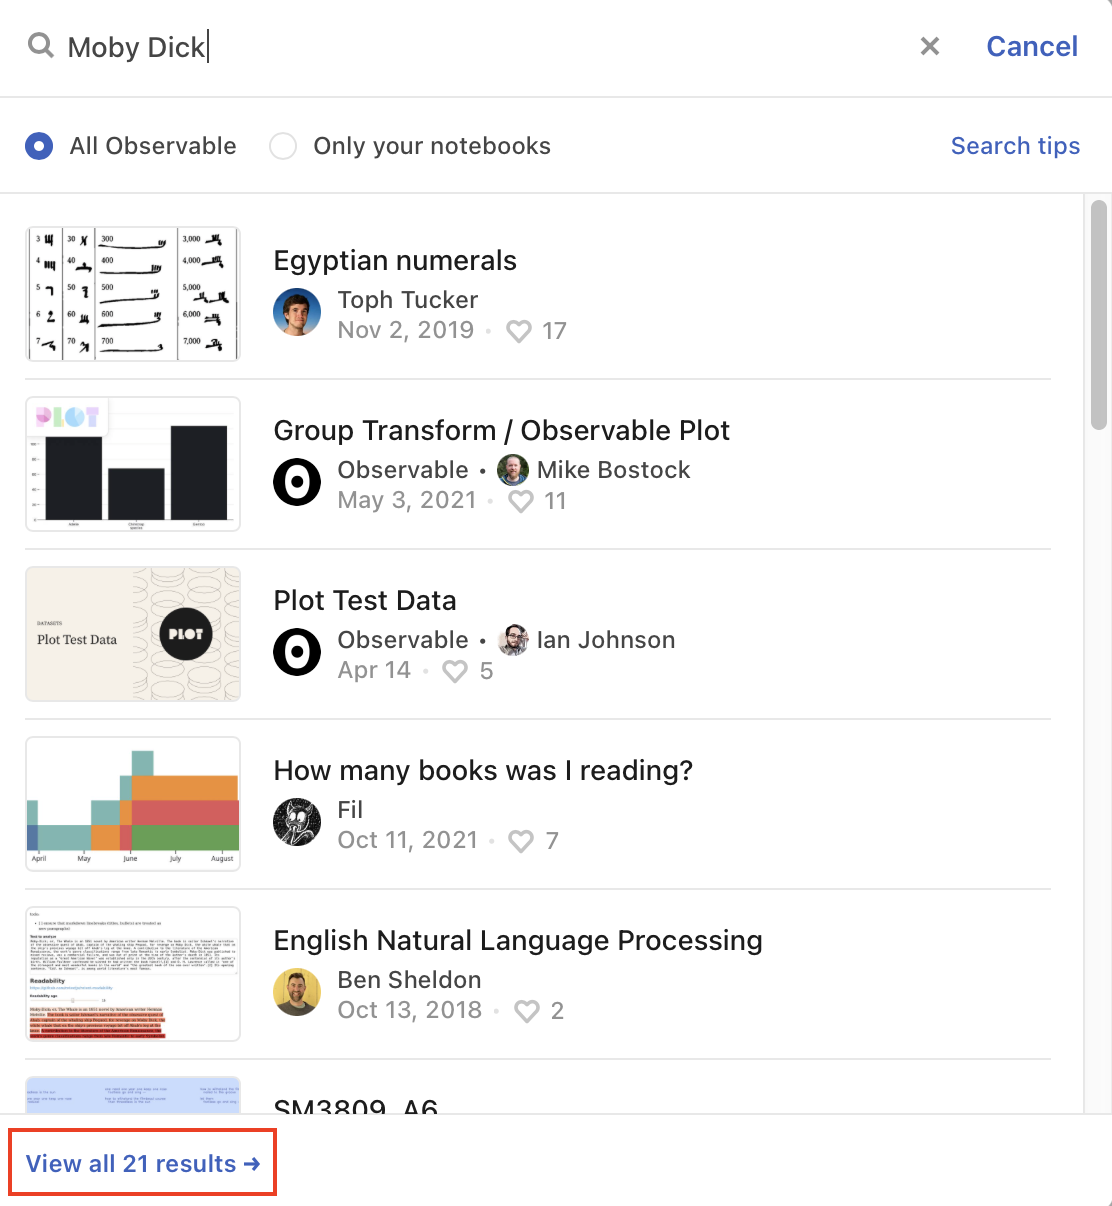 Moby Dick
Cancel
All Observable
Only your notebooks
Search tips
3 30 300 3,000
4 40 400 4,000
5 50 500 5,000
6 60 600 6,000
7 70 700 7,000
Egyptian numerals
Toph Tucker
Nov 2, 2019 · 17
PLOT
Group Transform / Observable Plot
Observable • Mike Bostock
May 3, 2021 · 11
DATASETS
Plot Test Data
PLOT
Plot Test Data
Observable • Ian Johnson
Apr 14 · 5
April May June July August
How many books was I reading?
Fil
Oct 11, 2021 · 7
Readability
English Natural Language Processing
Ben Sheldon
Oct 13, 2018 · 2
SM3809_A6
View all 21 results →